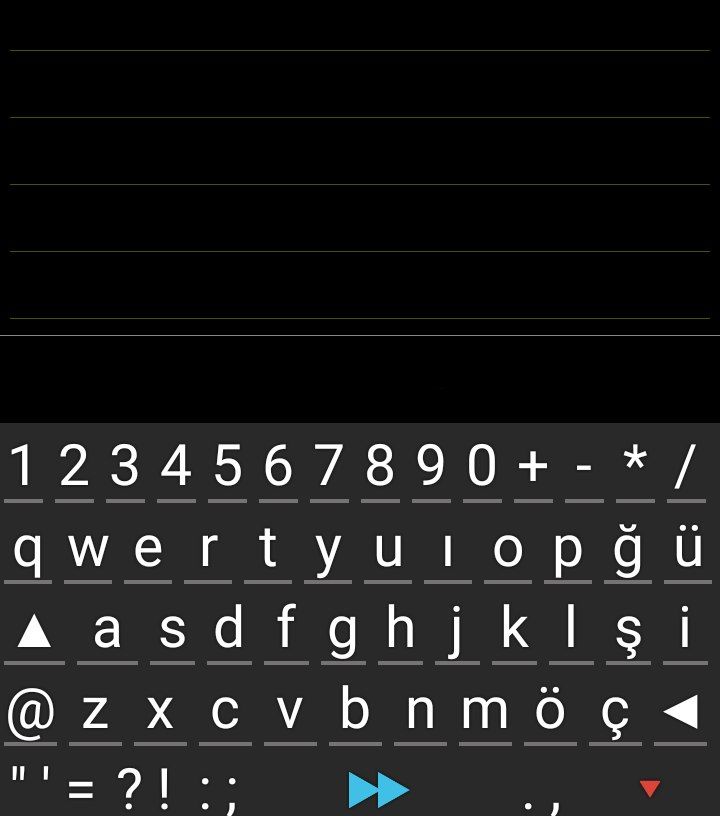 1 2 3 4 5 6 7 8 9 0 + - * /
q w e r t y u ı o p ğ ü
a s d f g h j k l ş i
@ z x c v b n m ö ç
" ' = ? ! : ; . ,